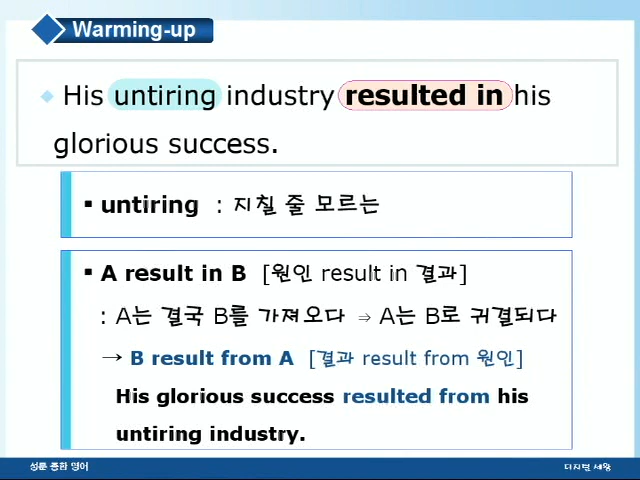 Warming-up
◆ His untiring industry resulted in his
glorious success.
▪ untiring : 지칠 줄 모르는
▪ A result in B [원인 result in 결과]
: A는 결국 B를 가져오다 ⇒ A는 B로 귀결되다
→ B result from A [결과 result from 원인]
His glorious success resulted from his
untiring industry.
성문 종합 영어
디지털 세왕